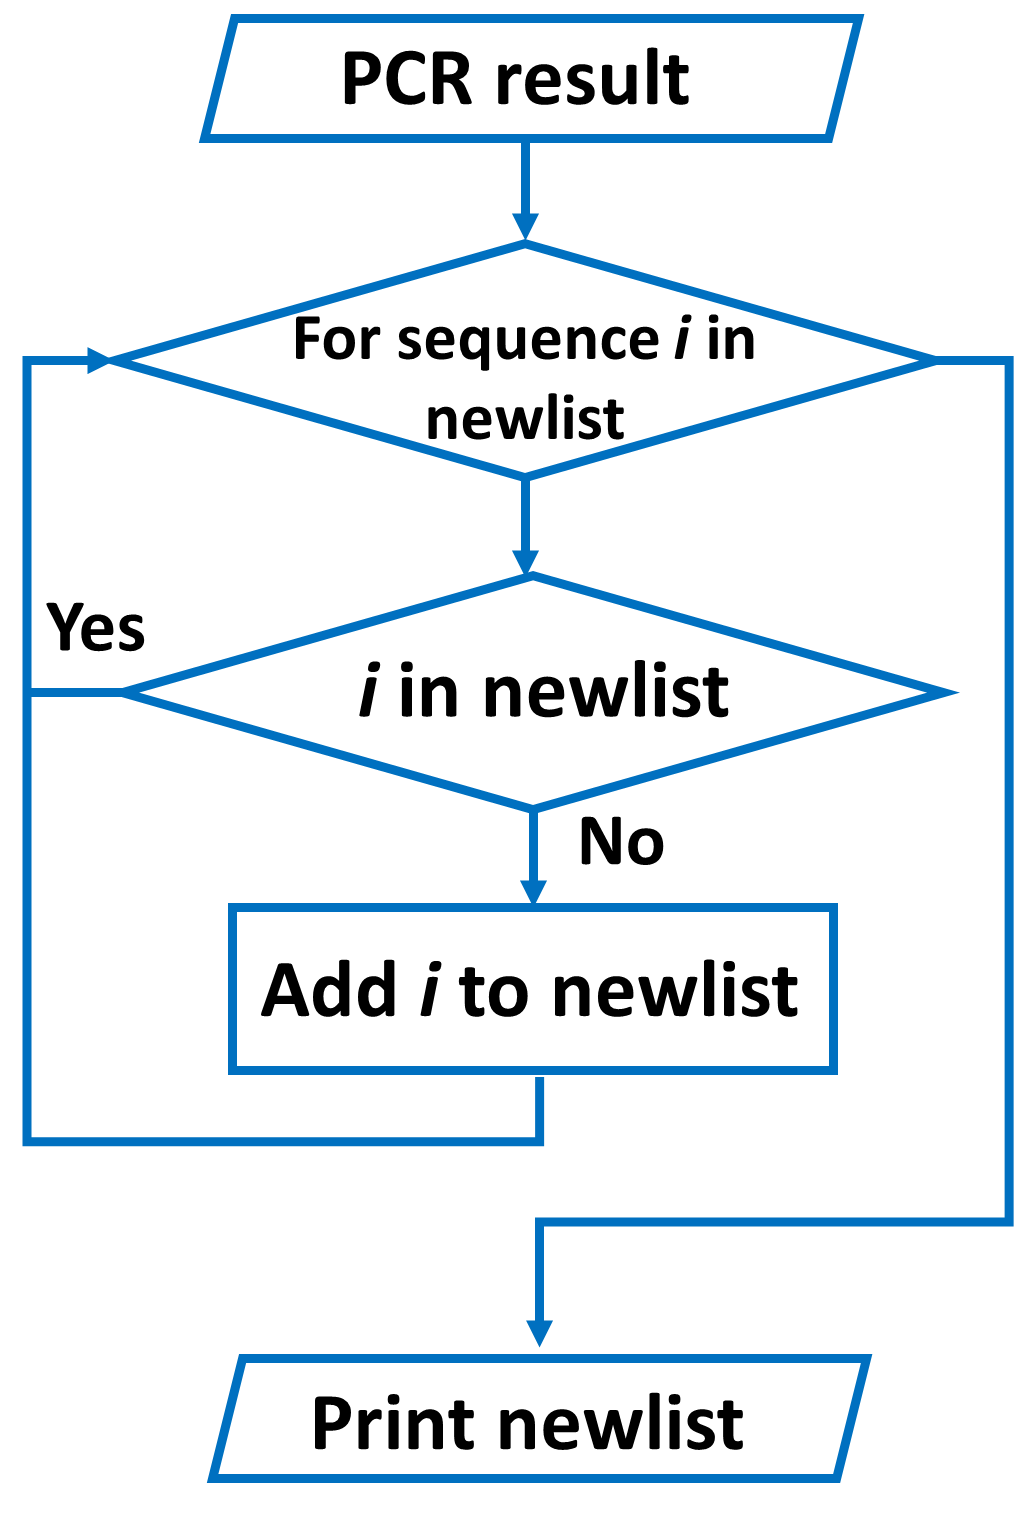 PCR result
For sequence i in
newlist
Yes
i in newlist
No
Add i to newlist
Print newlist